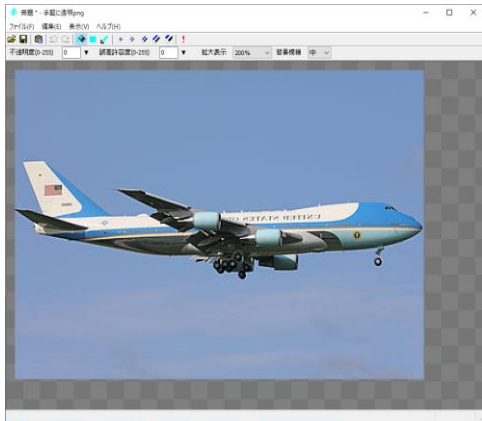 無題 * - 手軽に透明png
ファイル(F) 編集(E) 表示(V) ヘルプ(H)
不透明度(0-255) 0 誤差許容度(0-255) 0 拡大表示 200% 背景模様 中
UNITED STATES